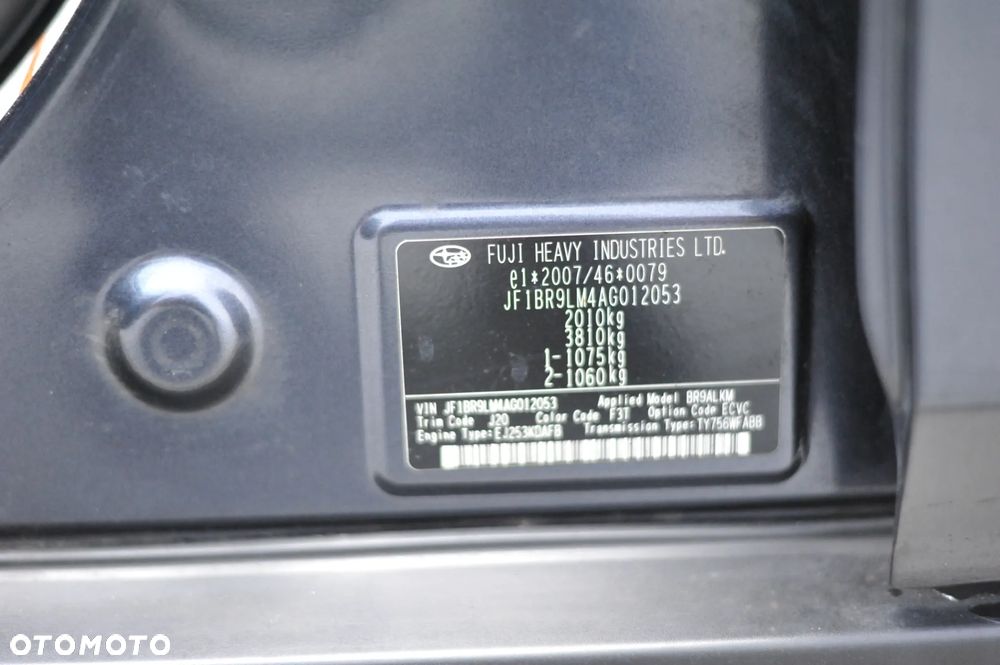 FUJI HEAVY INDUSTRIES LTD.
e1*2007/46*0079
JF1BR9LM4AG012053
2010kg
3810kg
1-1075kg
2-1060kg
VIN JF1BR9LM4AG012053 Applied Model BR9ALKM
Trim Code J20 Color Code F3T Option Code ECVC
Engine Type: EJ253KDAFB Transmission Type: TY756WFABB
OTOMOTO